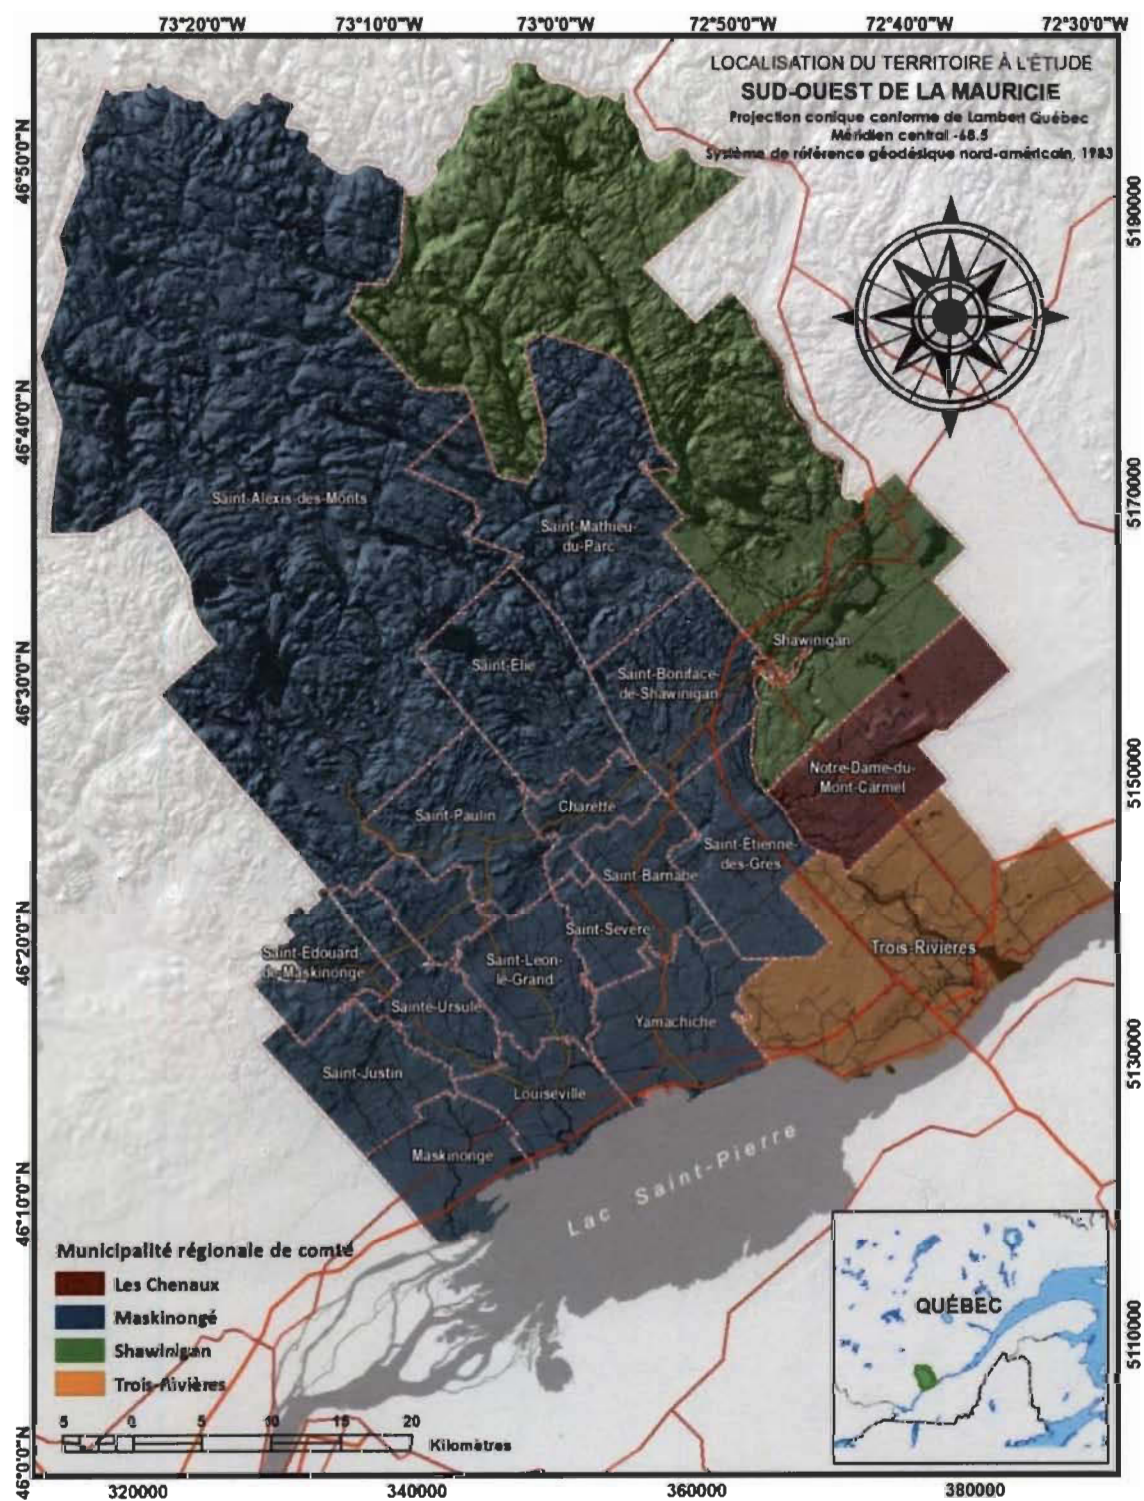 73°20'0"W 73°10'0"W 73°0'0"W 72°50'0"W 72°40'0"W 72°30'0"W
LOCALISATION DU TERRITOIRE À L'ÉTUDE
SUD-OUEST DE LA MAURICIE
Projection conique conforme de Lambert Québec
Méridien central -68.5
Système de référence géodésique nord-américain, 1983
46°50'0"N
5190000
46°40'0"N
5170000
Saint-Alexis-des-Monts
Saint-Mathieu-
du-Parc
Shawinigan
46°30'0"N
Saint-Elie
Saint-Boniface-
de-Shawinigan
5150000
Notre-Dame-du-
Mont-Carmel
Charette
Saint-Paulin
Saint-Étienne-
des-Gres
Saint-Barnabe
46°20'0"N
Saint-Severe
Trois-Rivieres
Saint-Edouard
de-Maskinonge
Saint-Leon-
le-Grand
Sainte-Ursule
Yamachiche
5130000
Saint-Justin
Louiseville
Maskinonge
Lac Saint-Pierre
46°10'0"N
Municipalité régionale de comté
Les Chenaux
Maskinongé
Shawinigan
Trois-Rivières
QUÉBEC
5110000
5 0 5 10 15 20
Kilomètres
46°0'0"N
320000 340000 360000 380000